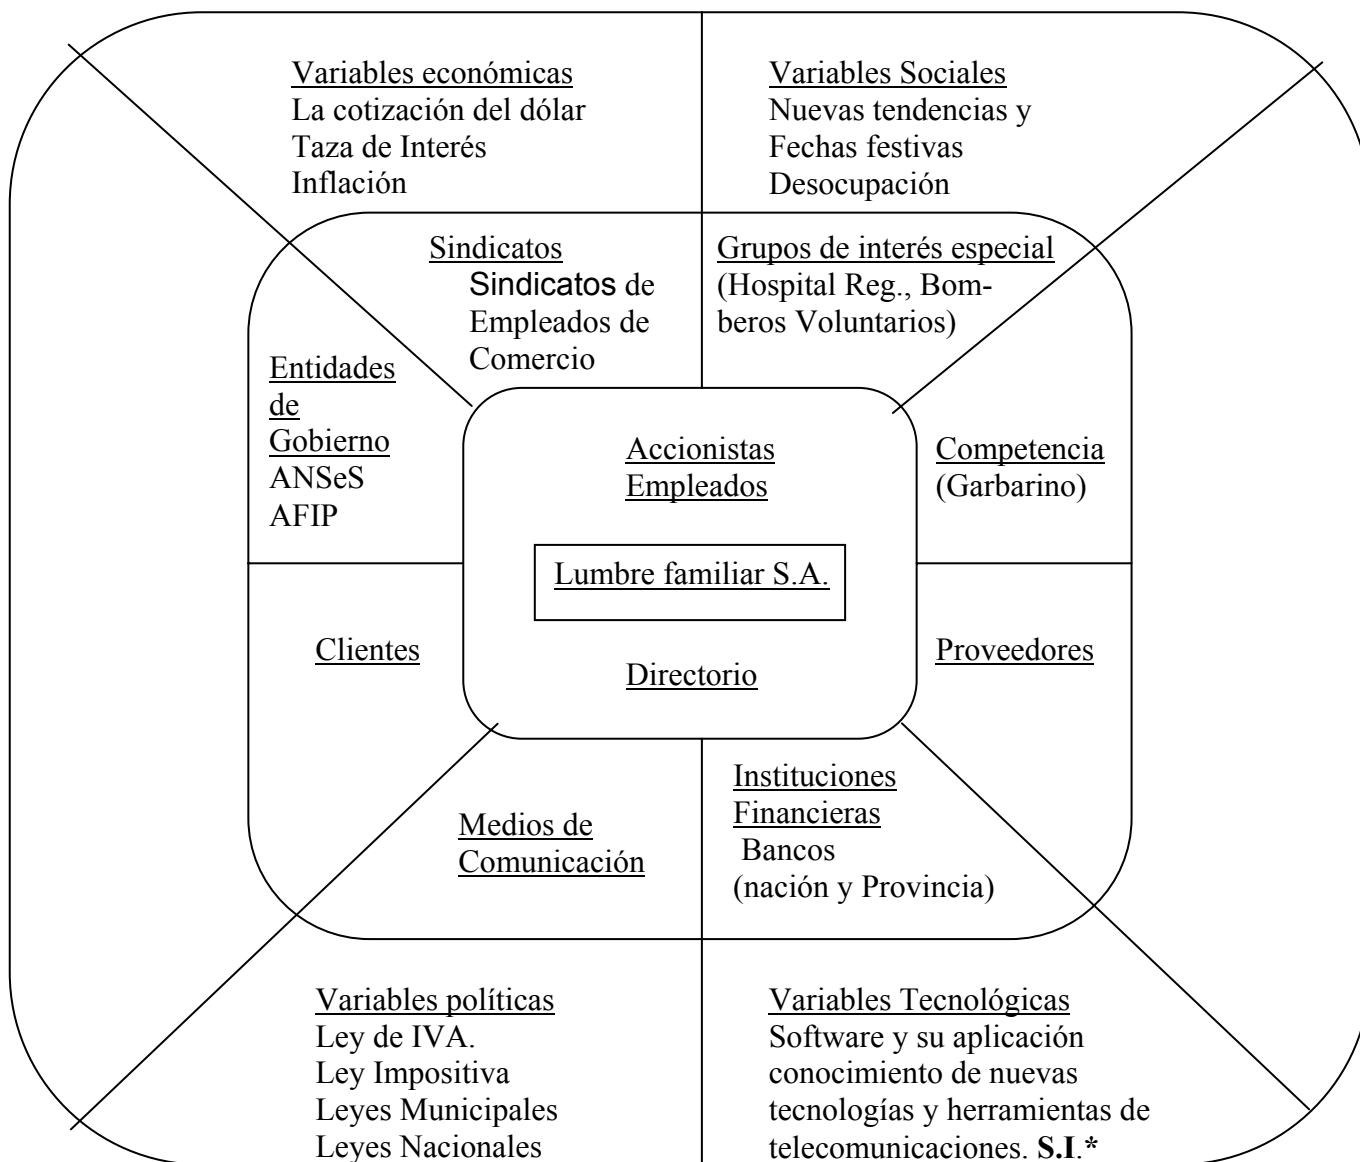 Variables económicas
La cotización del dólar
Taza de Interés
Inflación
Variables Sociales
Nuevas tendencias y
Fechas festivas
Desocupación
Sindicatos
Sindicatos de
Empleados de
Comercio
Grupos de interés especial
(Hospital Reg., Bom-
beros Voluntarios)
Entidades
de
Gobierno
ANSeS
AFIP
Accionistas
Empleados
Competencia
(Garbarino)
Lumbre familiar S.A.
Clientes
Directorio
Proveedores
Medios de
Comunicación
Instituciones
Financieras
Bancos
(nación y Provincia)
Variables políticas
Ley de IVA.
Ley Impositiva
Leyes Municipales
Leyes Nacionales
Variables Tecnológicas
Software y su aplicación
conocimiento de nuevas
tecnologías y herramientas de
telecomunicaciones. S.I.*